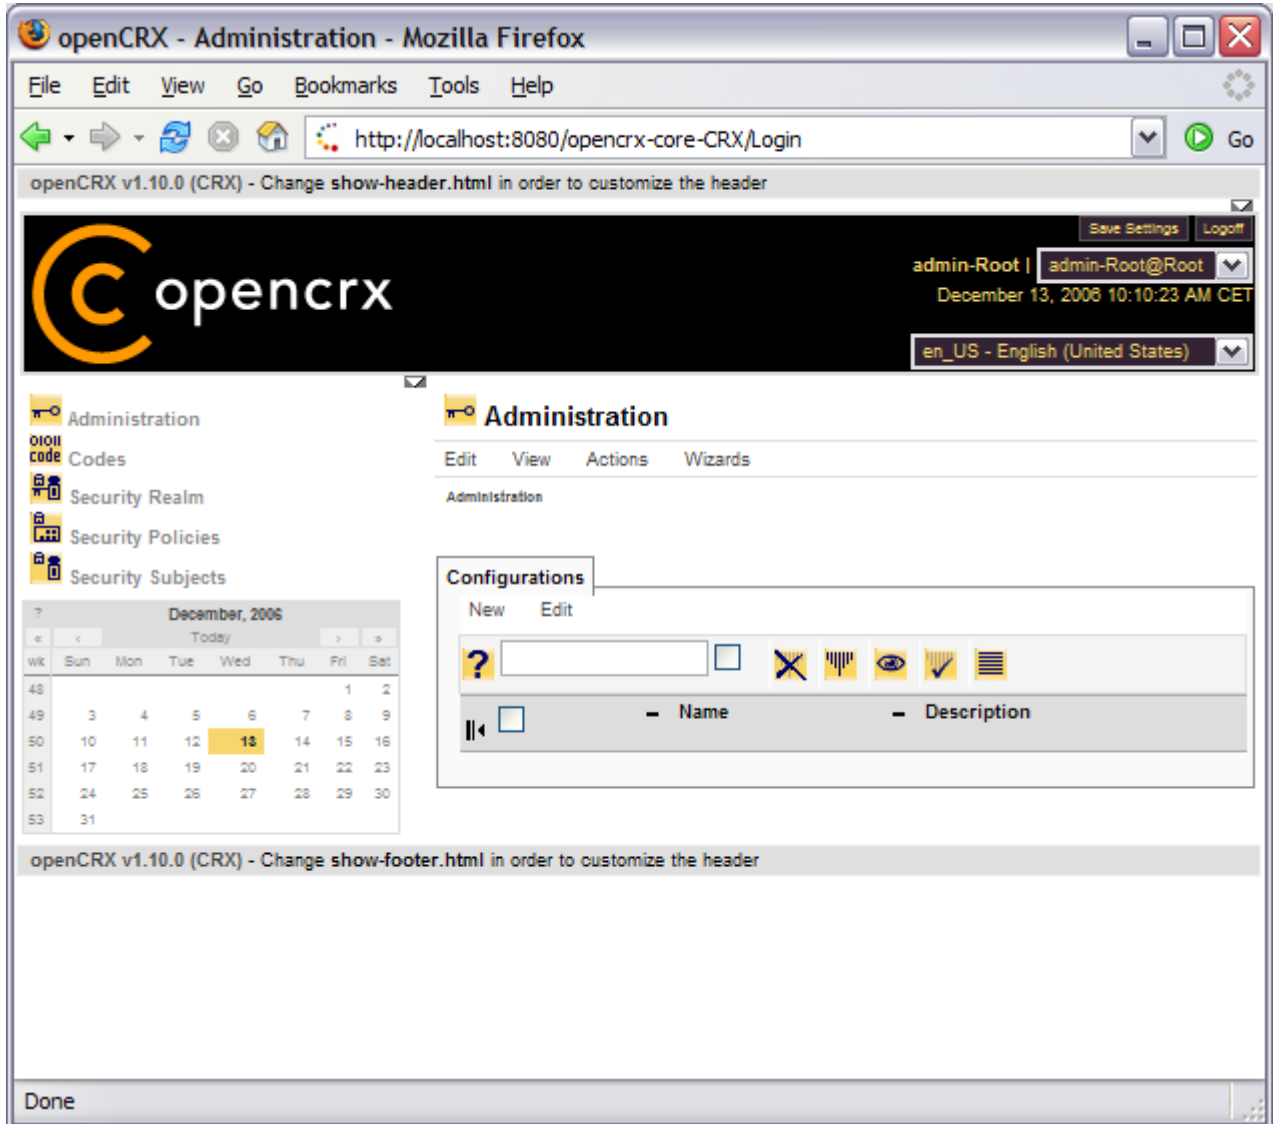 openCRX - Administration - Mozilla Firefox
File Edit View Go Bookmarks Tools Help
http://localhost:8080/opencrx-core-CRX/Login Go
openCRX v1.10.0 (CRX) - Change show-header.html in order to customize the header
Save Settings Logoff
opencrx
admin-Root | admin-Root@Root
December 13, 2006 10:10:23 AM CET
en_US - English (United States)
Administration
Codes
Security Realm
Security Policies
Security Subjects
? December, 2006
« ‹ Today › »
wk Sun Mon Tue Wed Thu Fri Sat
48 1 2
49 3 4 5 6 7 8 9
50 10 11 12 13 14 15 16
51 17 18 19 20 21 22 23
52 24 25 26 27 28 29 30
53 31
Administration
Edit View Actions Wizards
Administration
Configurations
New Edit
?
Name Description
openCRX v1.10.0 (CRX) - Change show-footer.html in order to customize the header
Done